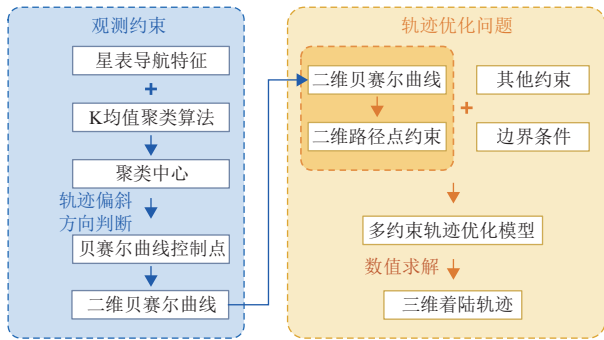 观测约束
星表导航特征
+
K均值聚类算法
聚类中心
轨迹偏斜
方向判断
贝赛尔曲线控制点
二维贝赛尔曲线
轨迹优化问题
二维贝赛尔曲线
二维路径点约束
+
其他约束
边界条件
多约束轨迹优化模型
数值求解
三维着陆轨迹